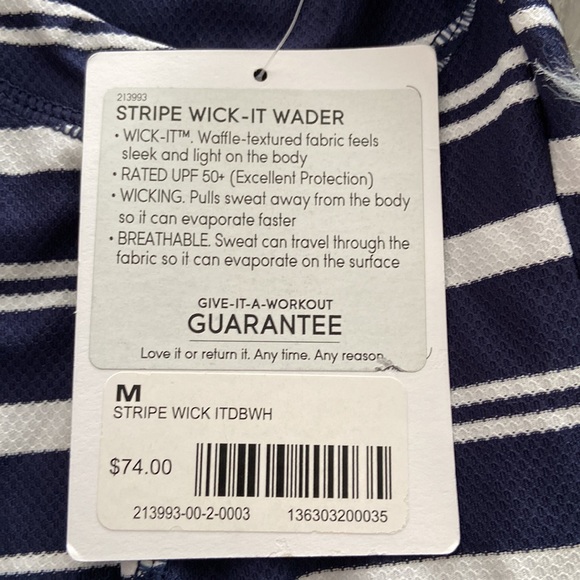 213993
STRIPE WICK-IT WADER
• WICK-IT™. Waffle-textured fabric feels
sleek and light on the body
• RATED UPF 50+ (Excellent Protection)
• WICKING. Pulls sweat away from the body
so it can evaporate faster
• BREATHABLE. Sweat can travel through the
fabric so it can evaporate on the surface
GIVE-IT-A-WORKOUT
GUARANTEE
Love it or return it. Any time. Any reason.
M
STRIPE WICK ITDBWH
$74.00
213993-00-2-0003 136303200035